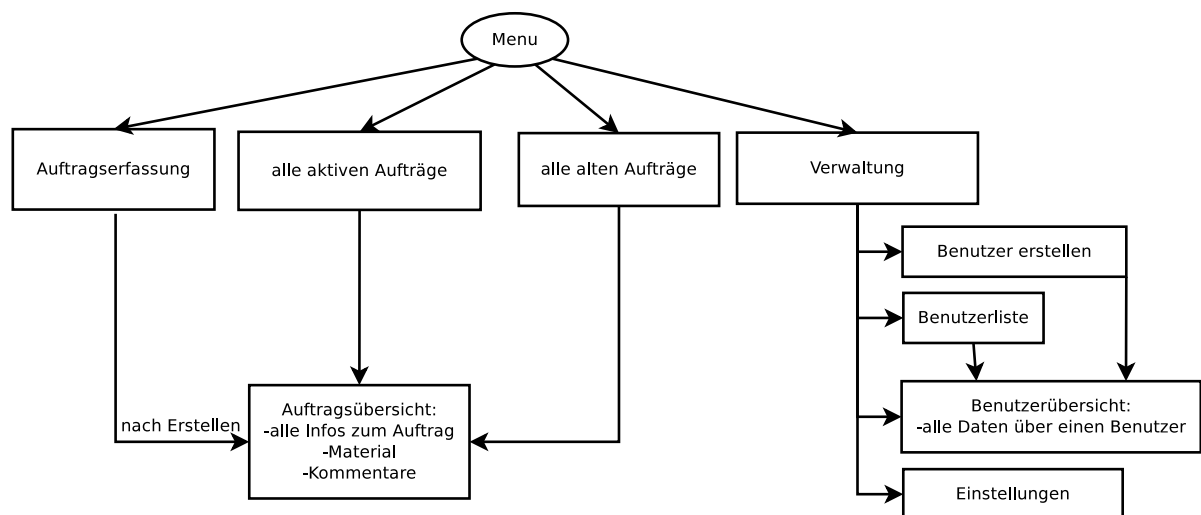 Menu
Auftragserfassung
alle aktiven Aufträge
alle alten Aufträge
Verwaltung
Benutzer erstellen
Benutzerliste
nach Erstellen
Auftragsübersicht:
-alle Infos zum Auftrag
-Material
-Kommentare
Benutzerübersicht:
-alle Daten über einen Benutzer
Einstellungen